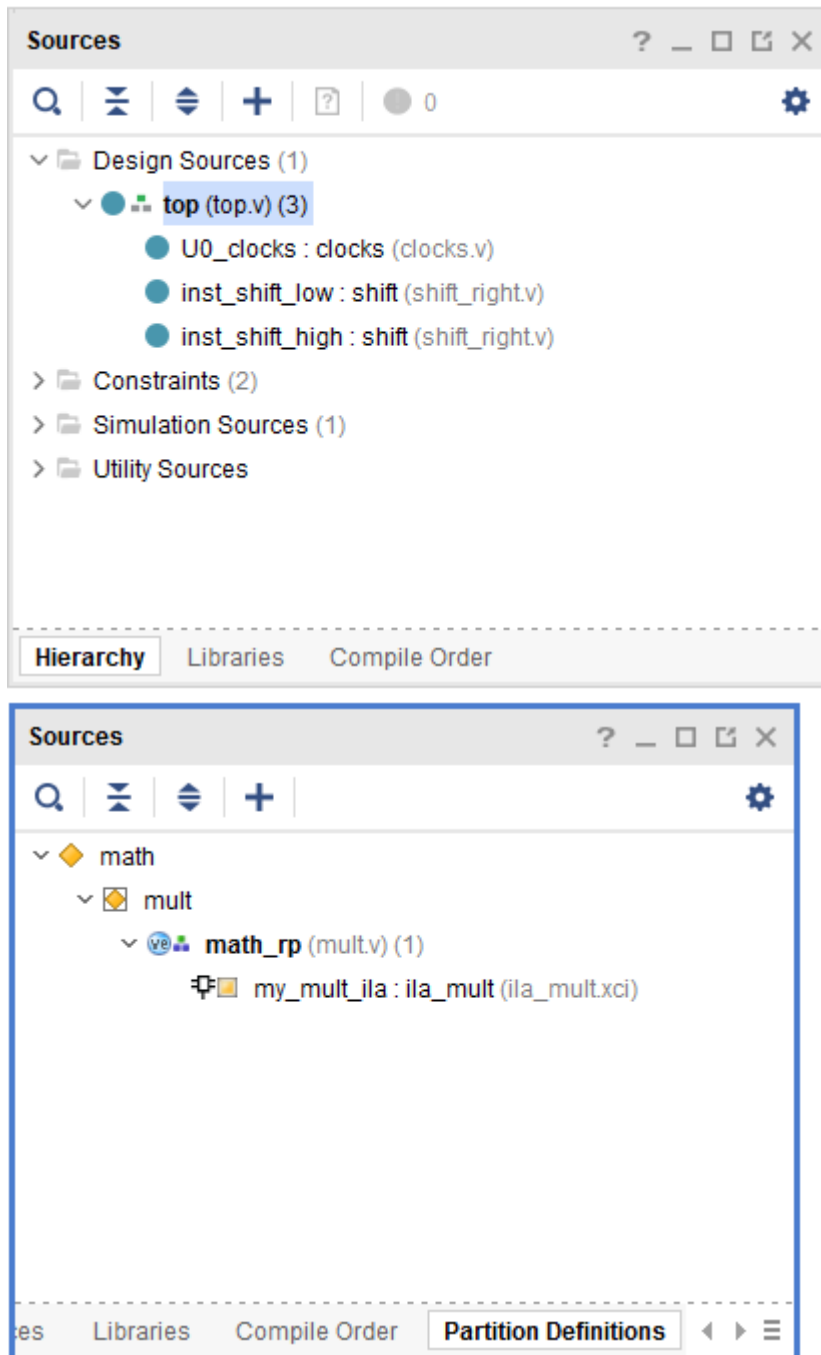 Sources ?
0
Design Sources (1)
top (top.v) (3)
U0_clocks : clocks (clocks.v)
inst_shift_low : shift (shift_right.v)
inst_shift_high : shift (shift_right.v)
Constraints (2)
Simulation Sources (1)
Utility Sources
Hierarchy Libraries Compile Order
Sources ?
math
mult
math_rp (mult.v) (1)
my_mult_ila : ila_mult (ila_mult.xci)
ces Libraries Compile Order Partition Definitions